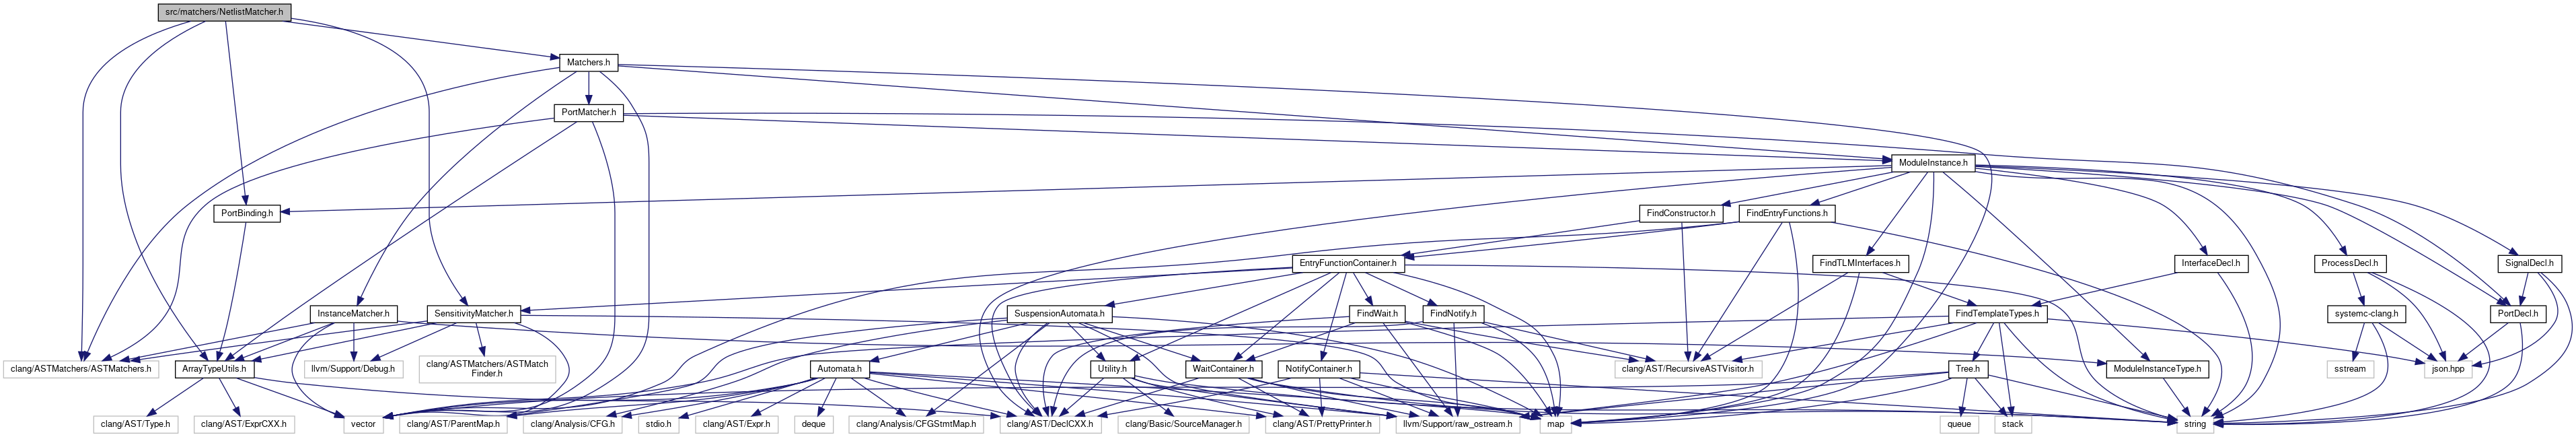 src/matchers/NetlistMatcher.h
Matchers.h
PortMatcher.h
ModuleInstance.h
PortBinding.h
FindConstructor.h
FindEntryFunctions.h
EntryFunctionContainer.h
FindTLMInterfaces.h
InterfaceDecl.h
ProcessDecl.h
SignalDecl.h
InstanceMatcher.h
SensitivityMatcher.h
SuspensionAutomata.h
FindWait.h
FindNotify.h
FindTemplateTypes.h
systemc-clang.h
PortDecl.h
clang/ASTMatchers/ASTMatchers.h
ArrayTypeUtils.h
llvm/Support/Debug.h
clang/ASTMatchers/ASTMatch
Finder.h
Automata.h
Utility.h
WaitContainer.h
NotifyContainer.h
clang/AST/RecursiveASTVisitor.h
Tree.h
ModuleInstanceType.h
sstream
json.hpp
clang/AST/Type.h
clang/AST/ExprCXX.h
vector
clang/AST/ParentMap.h
clang/Analysis/CFG.h
stdio.h
clang/AST/Expr.h
deque
clang/Analysis/CFGStmtMap.h
clang/AST/DeclCXX.h
clang/Basic/SourceManager.h
clang/AST/PrettyPrinter.h
llvm/Support/raw_ostream.h
map
queue
stack
string